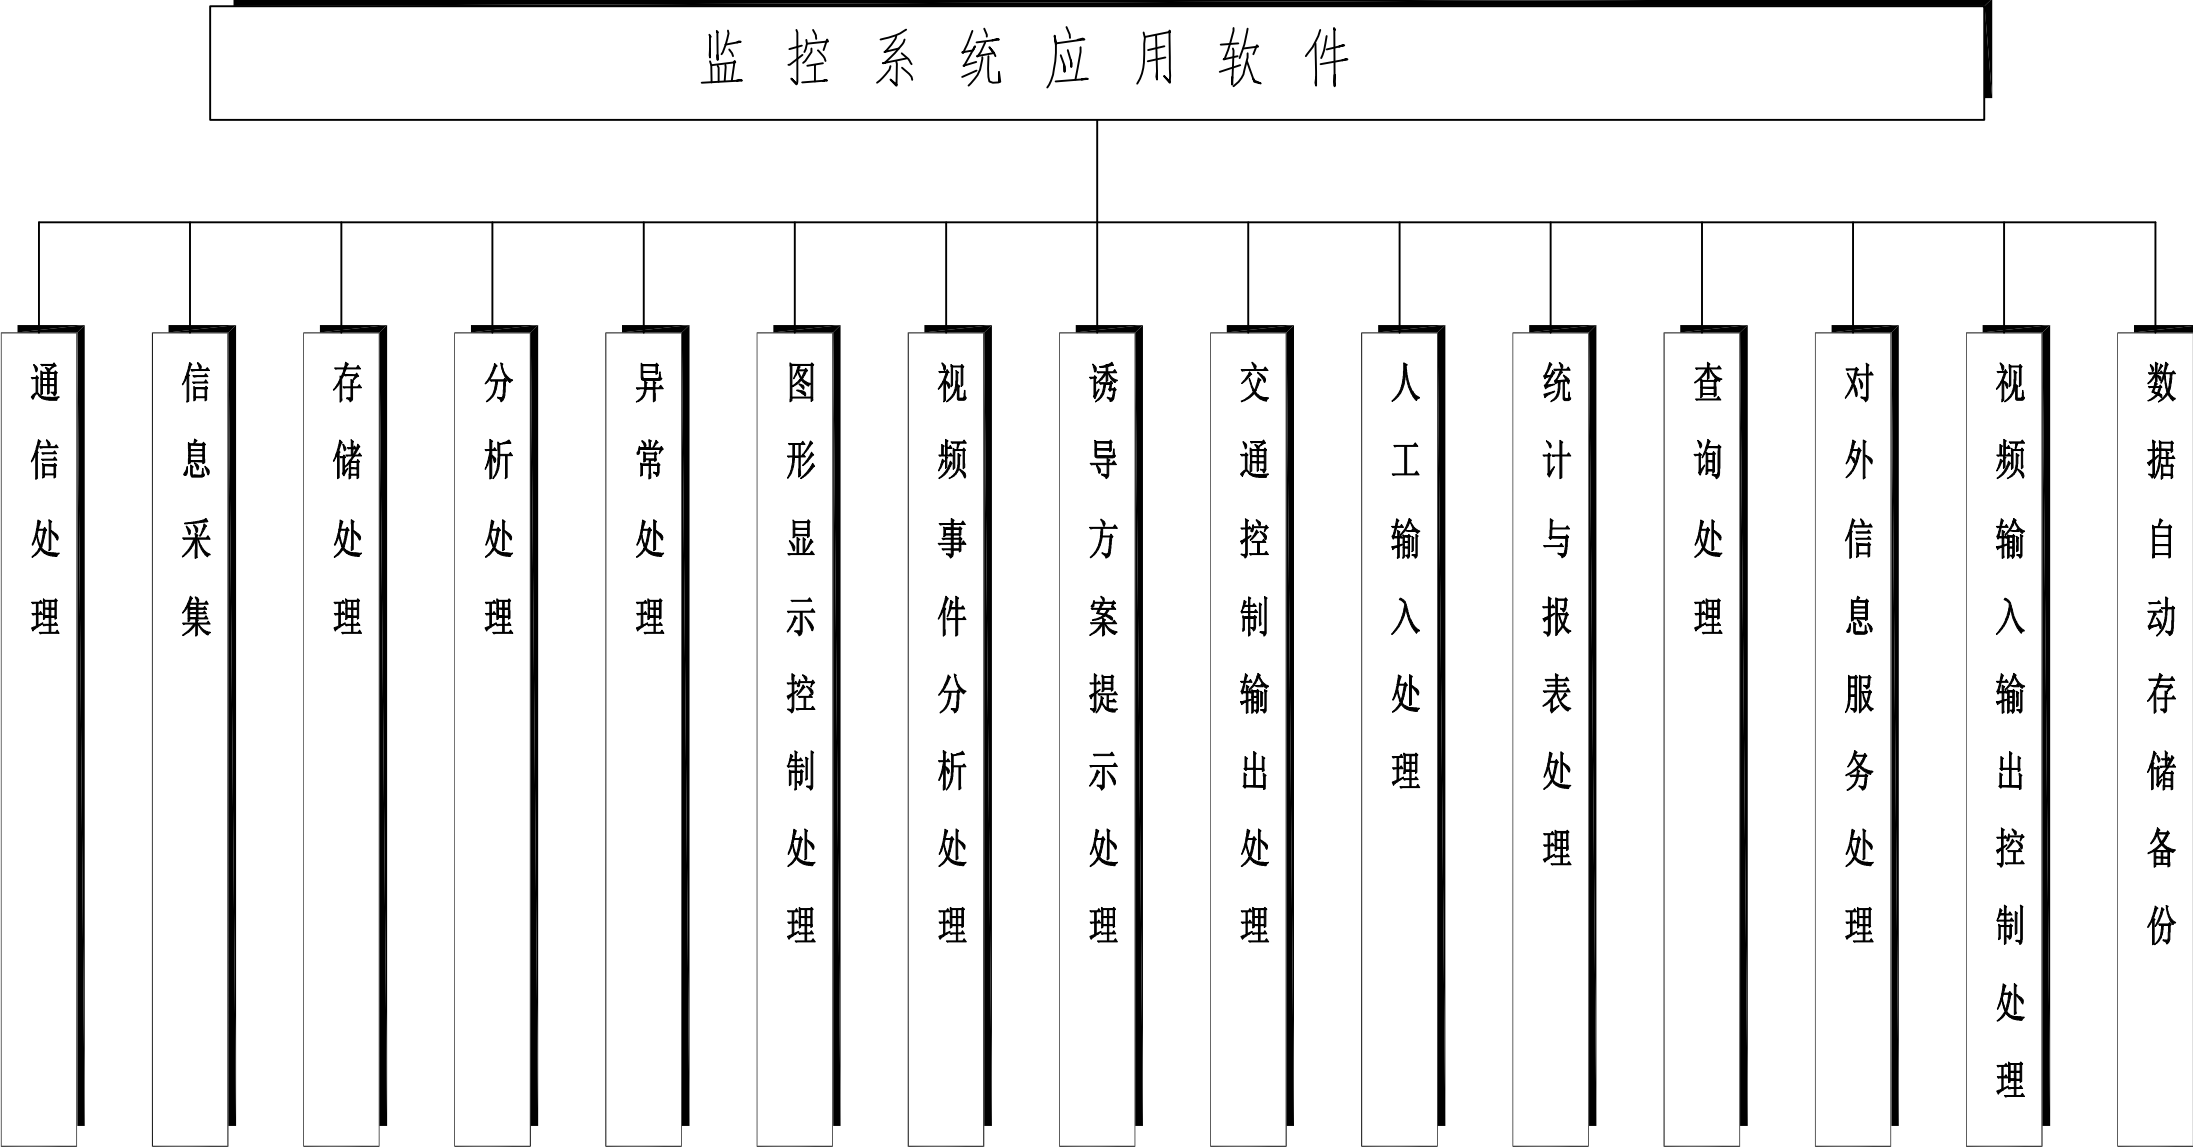 监控系统应用软件
通信处理
信息采集
存储处理
分析处理
异常处理
图形显示控制处理
视频事件分析处理
诱导方案提示处理
交通控制输出处理
人工输入处理
统计与报表处理
查询处理
对外信息服务处理
视频输入输出控制处理
数据自动存储备份